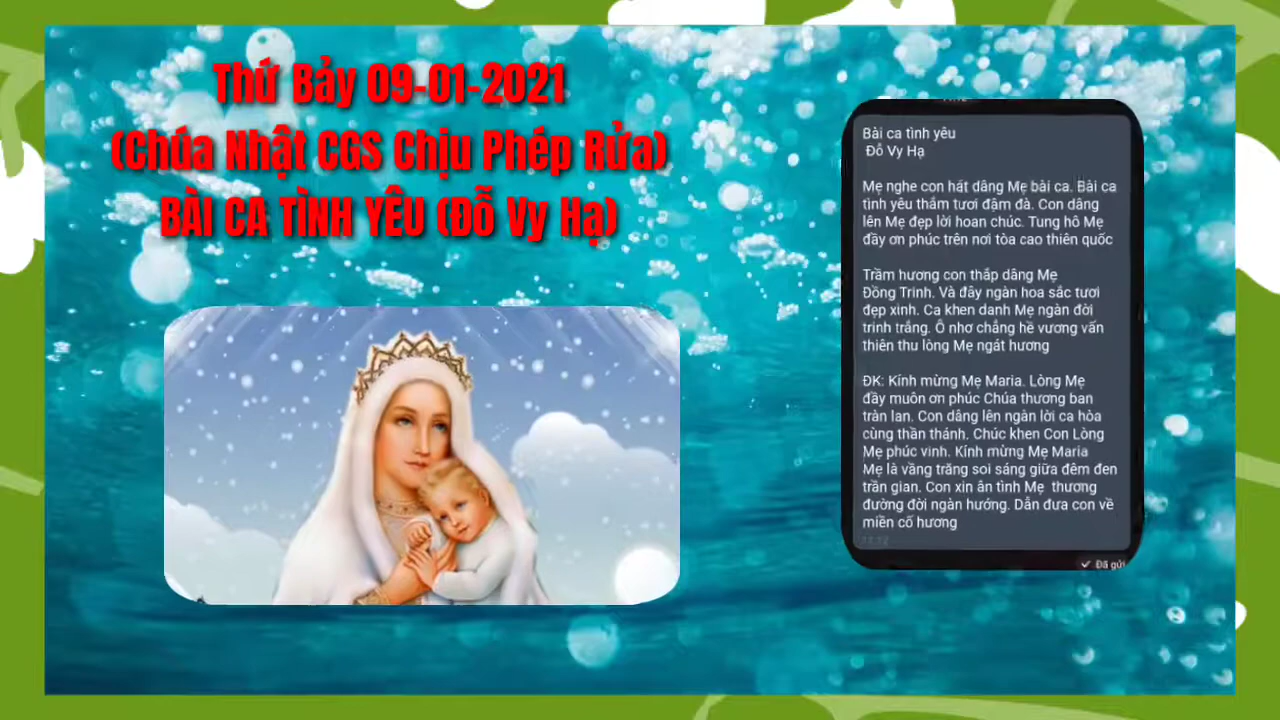 Thứ Bảy 09-01-2021
(Chúa Nhật CGS Chịu Phép Rửa)
BÀI CA TÌNH YÊU (Đỗ Vy Hạ)
Bài ca tình yêu
Đỗ Vy Hạ
Mẹ nghe con hát dâng Mẹ bài ca. Bài ca
tình yêu thắm tươi đậm đà. Con dâng
lên Mẹ đẹp lời hoan chúc. Tung hô Mẹ
đầy ơn phúc trên nơi tòa cao thiên quốc
Trầm hương con thắp dâng Mẹ
Đồng Trinh. Và đây ngàn hoa sắc tươi
đẹp xinh. Ca khen danh Mẹ ngàn đời
trinh trắng. Ô nhơ chẳng hề vương vấn
thiên thu lòng Mẹ ngát hương
ĐK: Kính mừng Mẹ Maria. Lòng Mẹ
đầy muôn ơn phúc Chúa thương ban
tràn lan. Con dâng lên ngàn lời ca hòa
cùng thần thánh. Chúc khen Con Lòng
Mẹ phúc vinh. Kính mừng Mẹ Maria
Mẹ là vầng trăng soi sáng giữa đêm đen
trần gian. Con xin ân tình Mẹ thương
đường đời ngàn hướng. Dẫn đưa con về
miền cố hương
Đã gửi